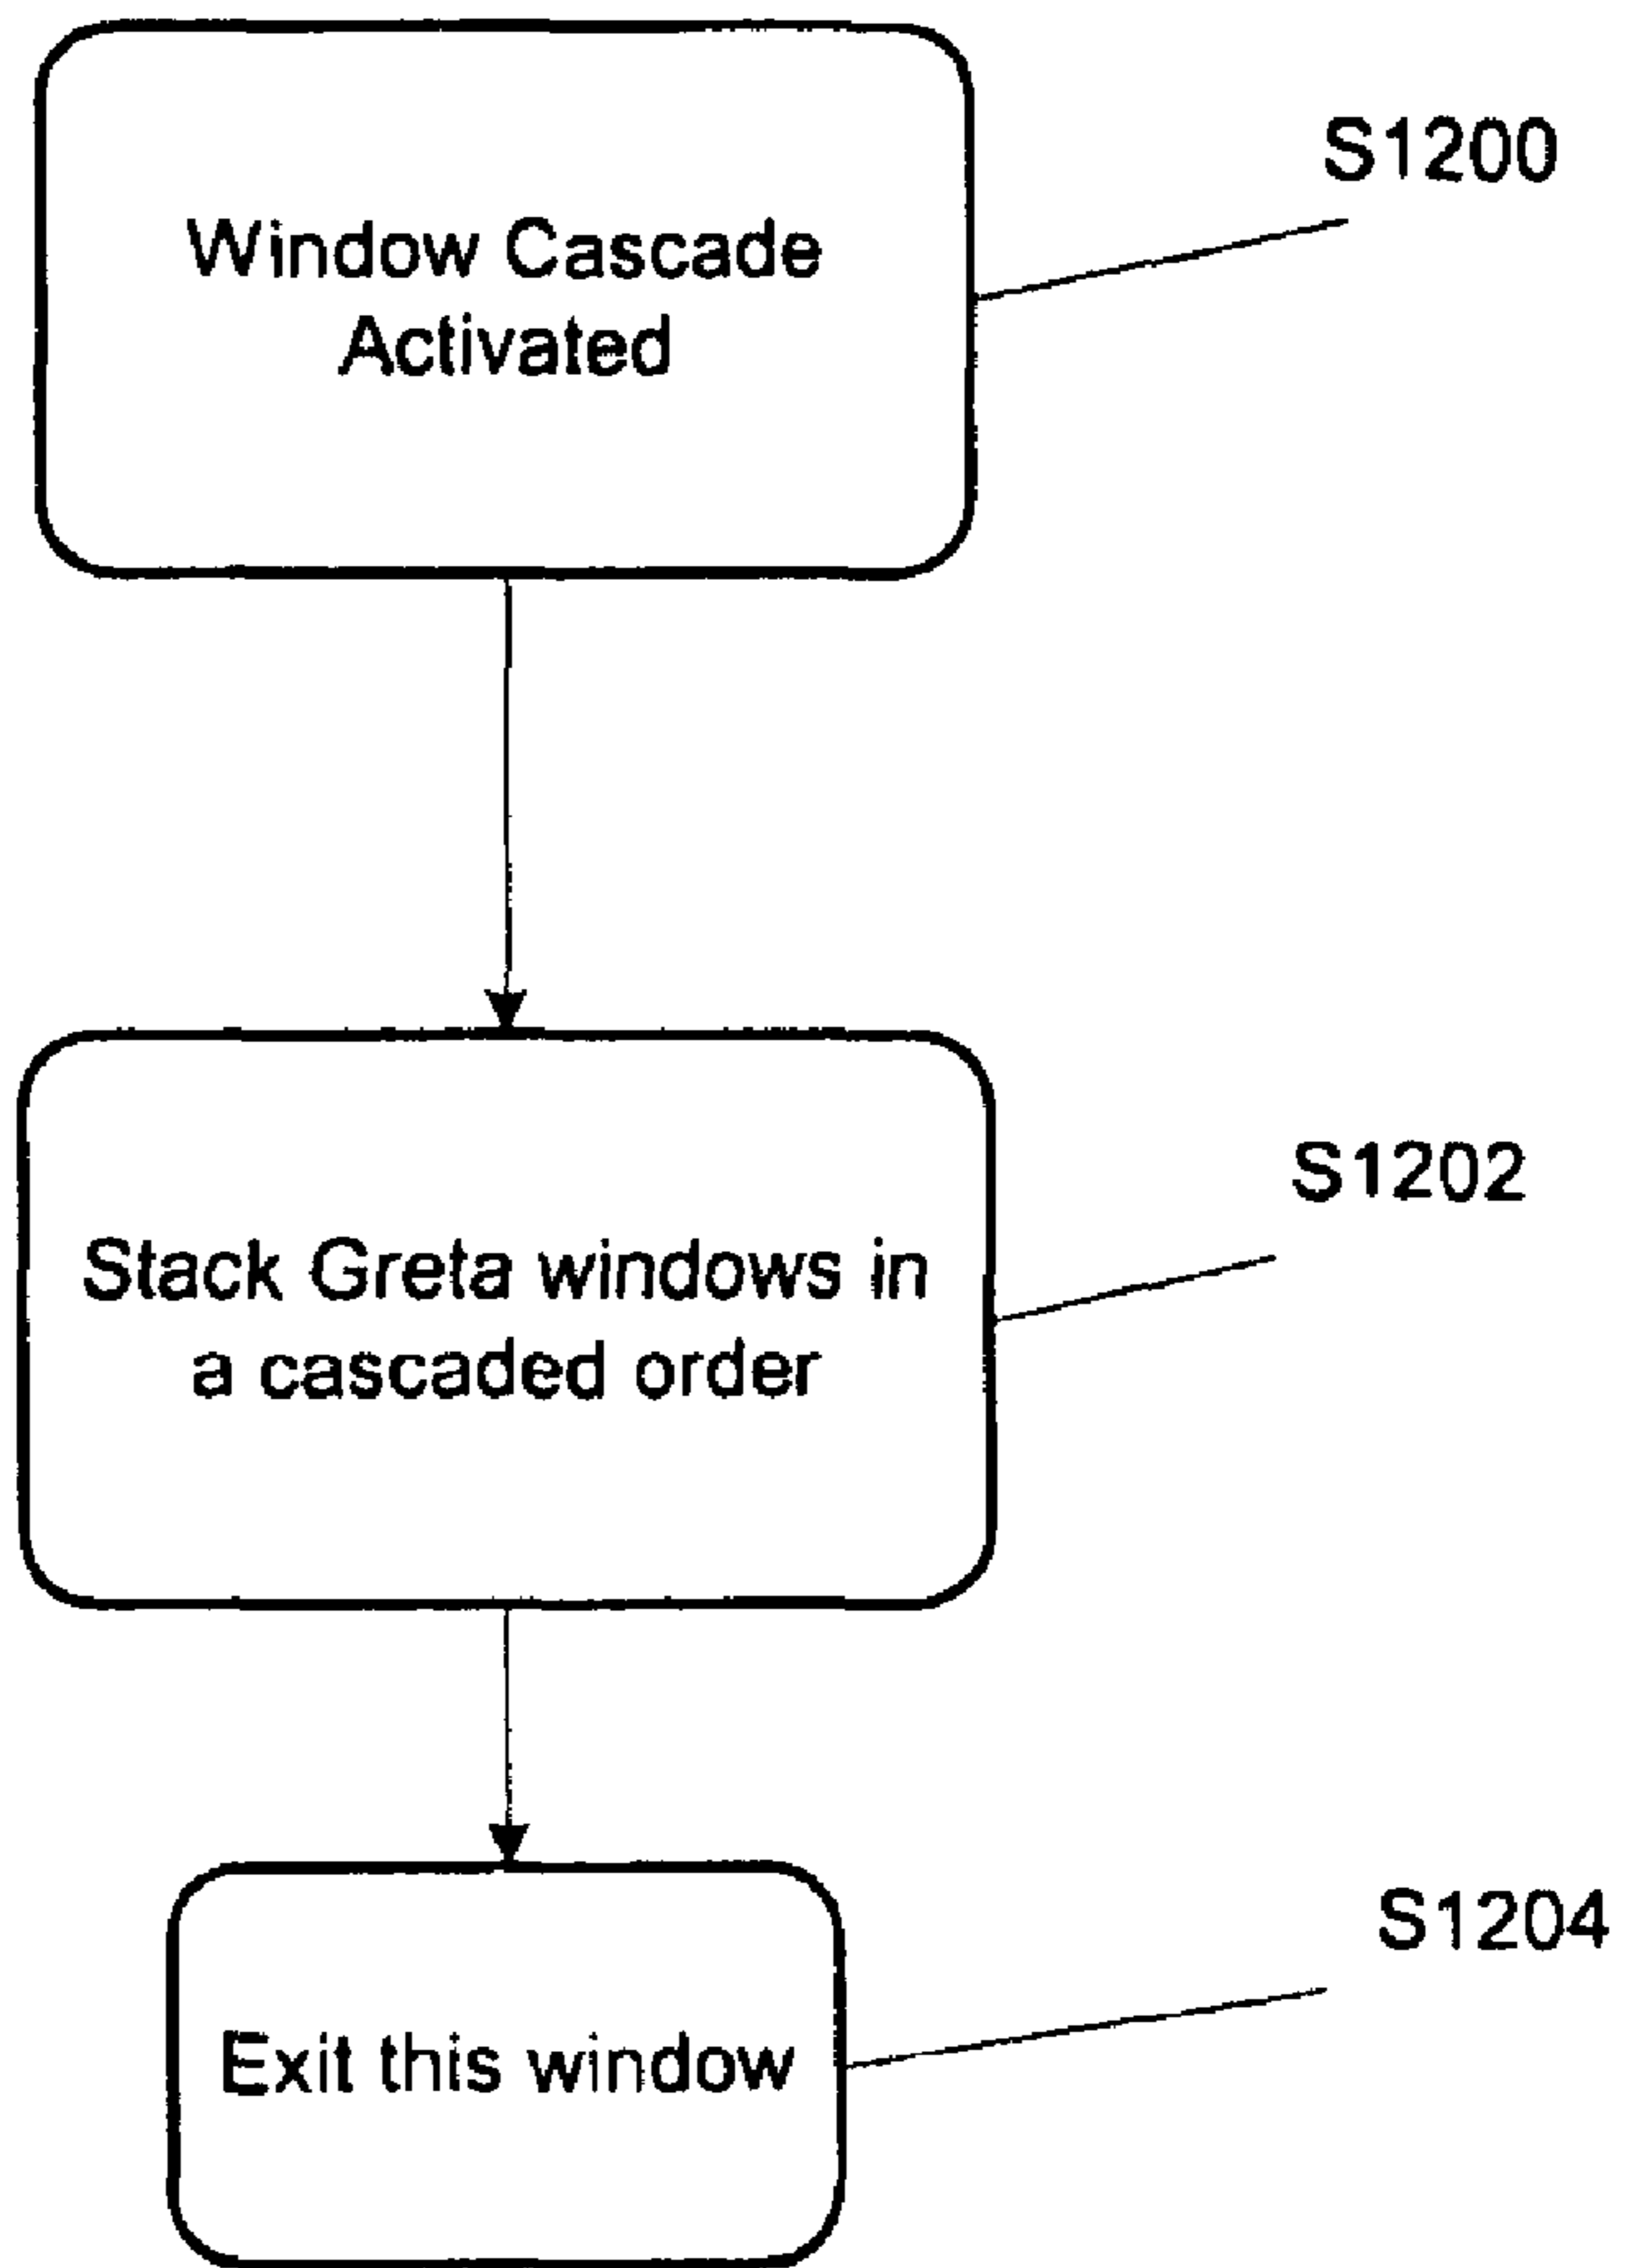 S1200
Window Cascade
Activated
S1202
Stack Greta windows in
a cascaded order
S1204
Exit this window